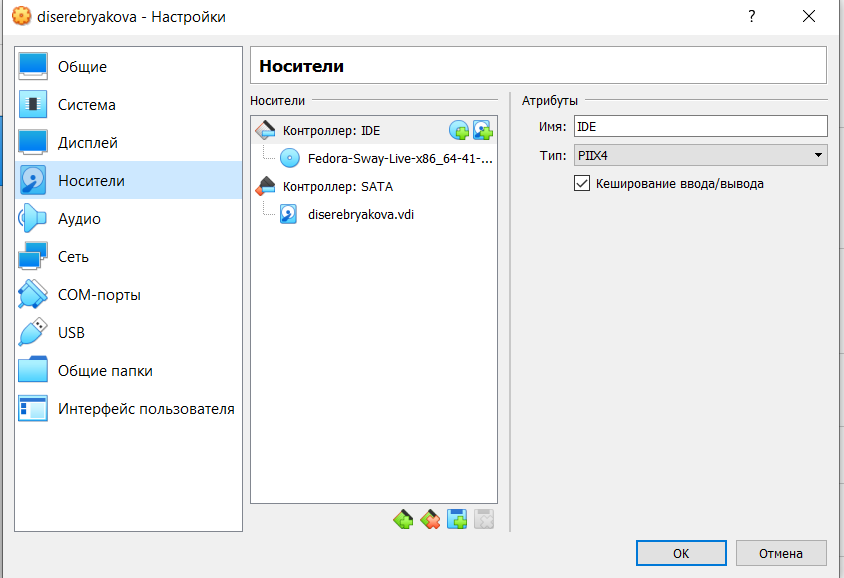 diserebryakova - Настройки
?
Общие
Система
Дисплей
Носители
Аудио
Сеть
COM-порты
USB
Общие папки
Интерфейс пользователя
Носители
Носители
Контроллер: IDE
Fedora-Sway-Live-x86_64-41-...
Контроллер: SATA
diserebryakova.vdi
Атрибуты
Имя: IDE
Тип: PIIX4
Кеширование ввода/вывода
OK
Отмена